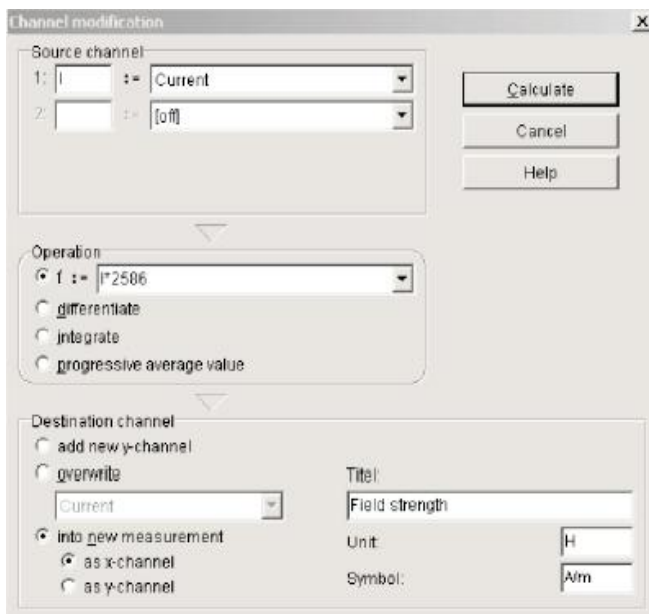 Channel modification
Source channel
1: I := Current
2: := [off]
Calculate
Cancel
Help
Operation
f := I*2586
differentiate
integrate
progressive average value
Destination channel
add new y-channel
overwrite
Current
into new measurement
as x-channel
as y-channel
Titel:
Field strength
Unit: H
Symbol: A/m